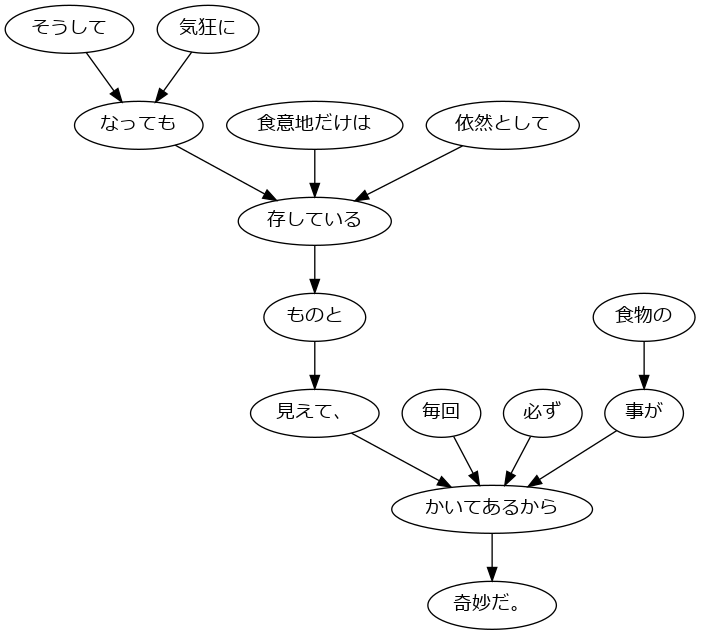 そうして
気狂に
なっても
食意地だけは
依然として
存している
ものと
食物の
見えて、
毎回
必ず
事が
かいてあるから
奇妙だ。